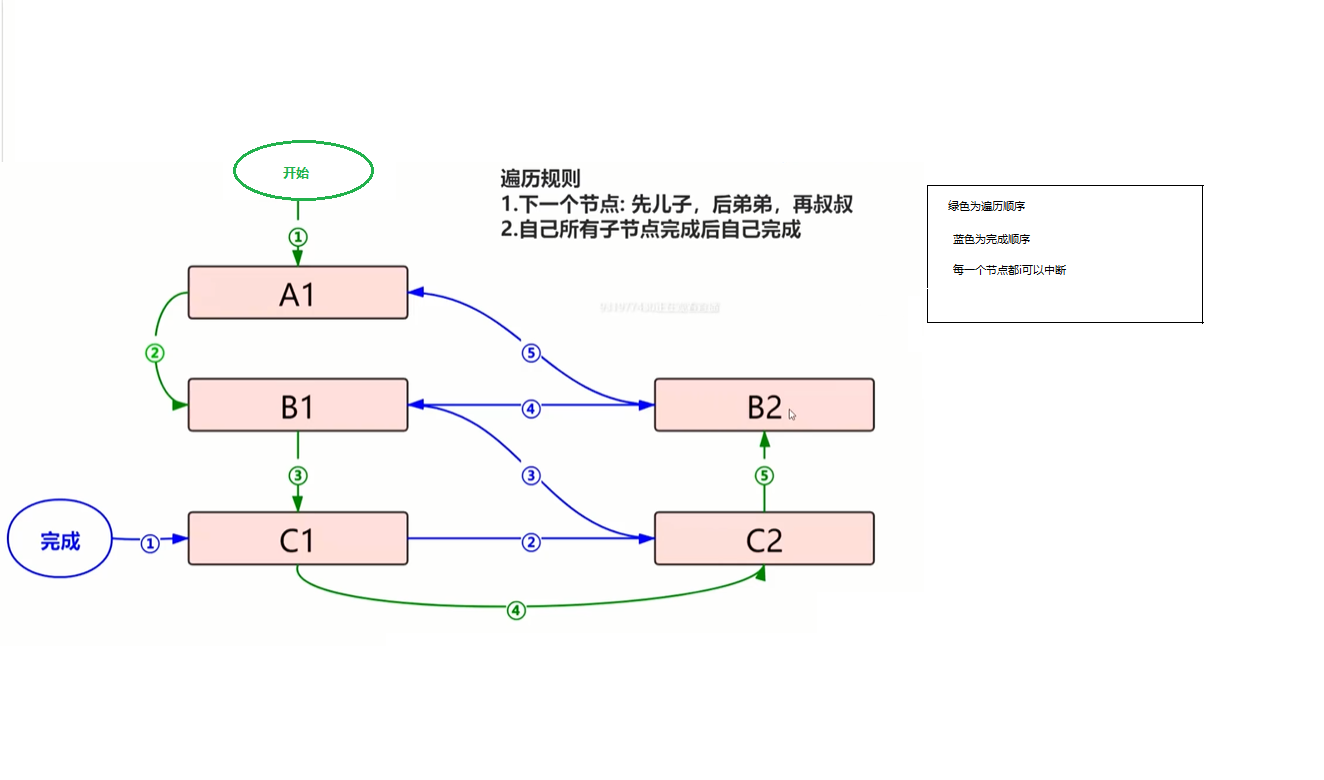 开始
遍历规则
1.下一个节点: 先儿子，后弟弟，再叔叔
2.自己所有子节点完成后自己完成
绿色为遍历顺序
蓝色为完成顺序
每一个节点都i可以中断
①
A1
②
⑤
B1
④
B2
③
③
⑤
完成
①
C1
②
C2
④